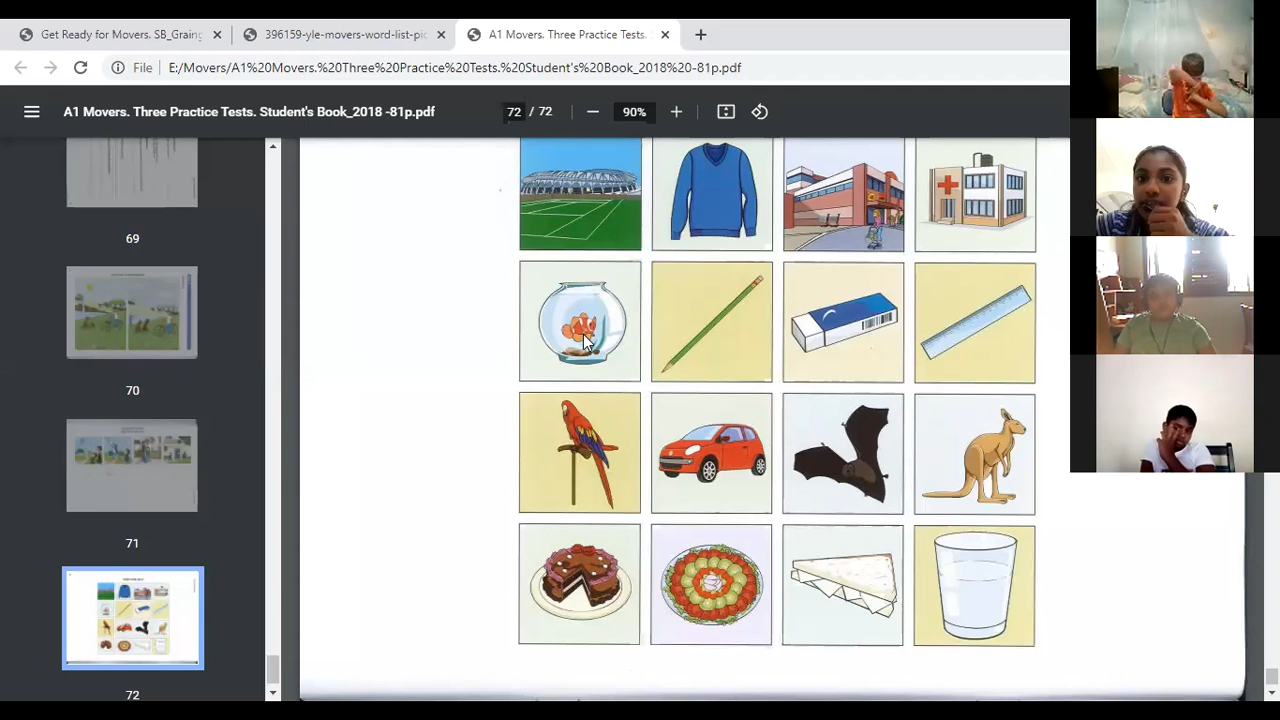 Get Ready for Movers. SB_Graing
396159-yle-movers-word-list-pic
A1 Movers. Three Practice Tests.
File
E:/Movers/A1%20Movers.%20Three%20Practice%20Tests.%20Student's%20Book_2018%20-81p.pdf
A1 Movers. Three Practice Tests. Student's Book_2018 -81p.pdf
72 / 72
90%
69
70
71
72